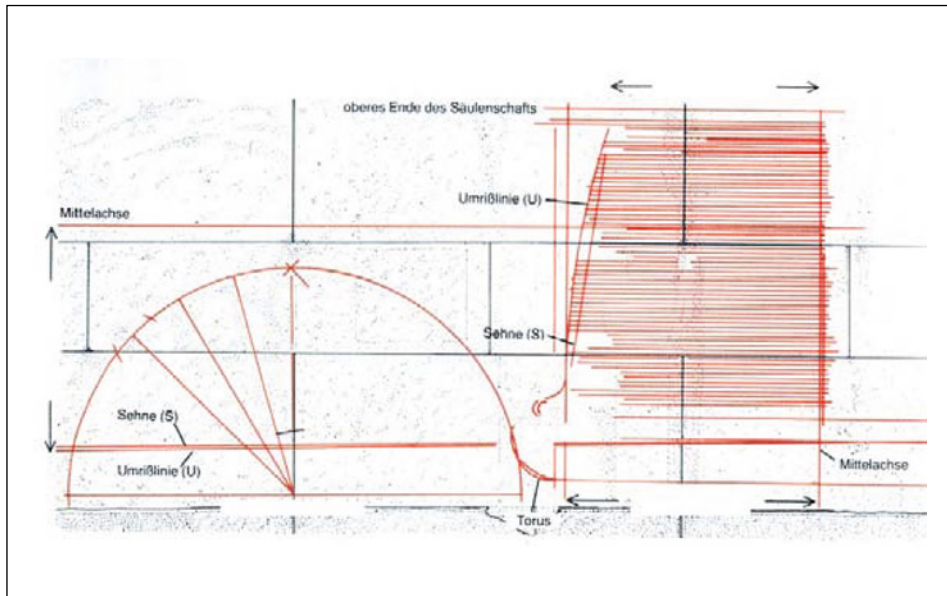 oberes Ende des Säulenschafts
Umrißlinie (U)
Mittelachse
Sehne (S)
Sehne (S)
Umrißlinie (U)
Mittelachse
Torus